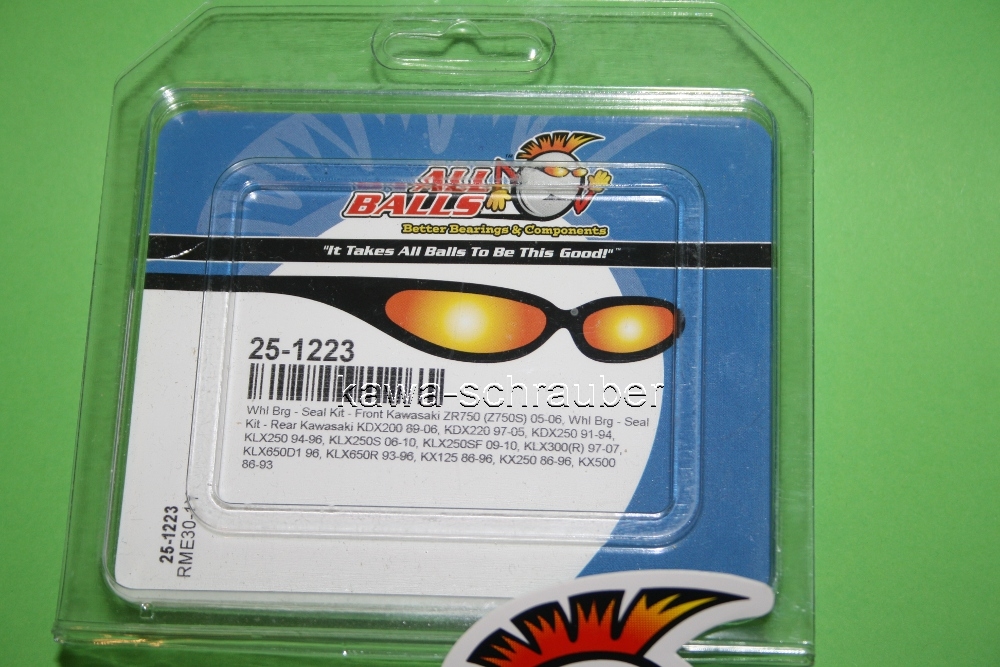 ALL
BALLS
™
Better Bearings & Components
"It Takes All Balls To Be This Good!"™
25-1223
kawa-schrauber
Whl Brg - Seal Kit - Front Kawasaki ZR750 (Z750S) 05-06, Whl Brg - Seal
Kit - Rear Kawasaki KDX200 89-06, KDX220 97-05, KDX250 91-94,
KLX250 94-96, KLX250S 06-10, KLX250SF 09-10, KLX300(R) 97-07,
KLX650D1 96, KLX650R 93-96, KX125 86-96, KX250 86-96, KX500
86-93
25-1223